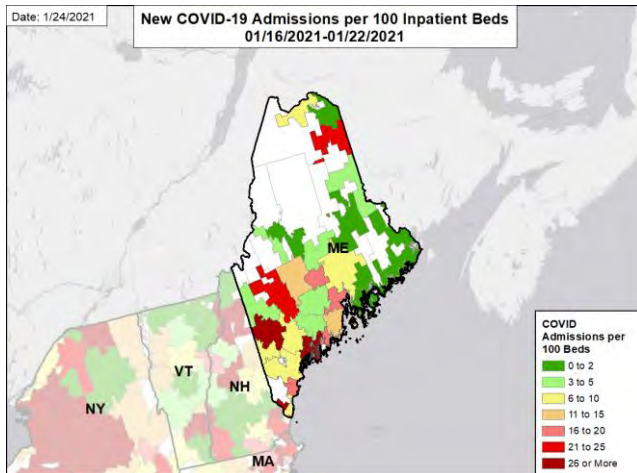 Date: 1/24/2021
New COVID-19 Admissions per 100 Inpatient Beds
01/16/2021-01/22/2021
ME
VT
NH
NY
MA
COVID
Admissions per
100 Beds
0 to 2
3 to 5
6 to 10
11 to 15
16 to 20
21 to 25
26 or More